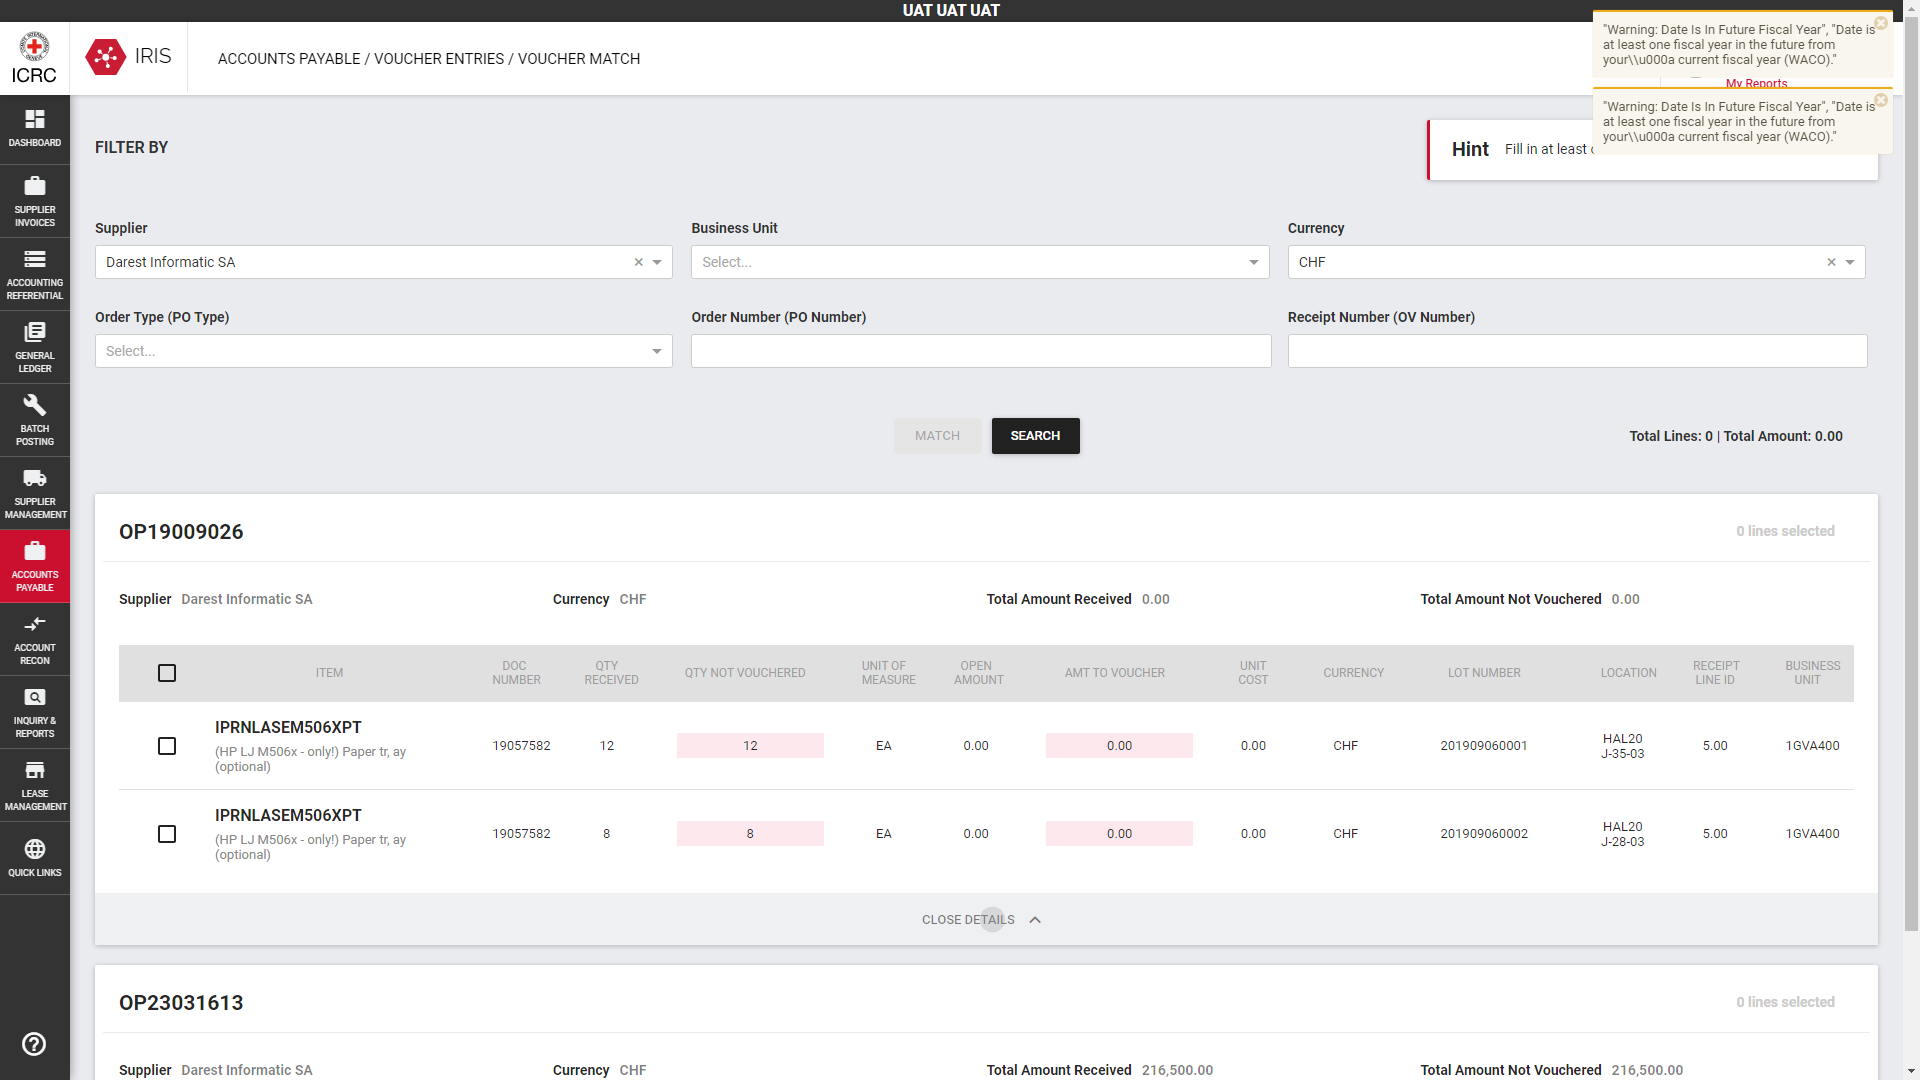 UAT UAT UAT
ICRC
IRIS
ACCOUNTS PAYABLE / VOUCHER ENTRIES / VOUCHER MATCH
"Warning: Date Is In Future Fiscal Year", "Date is
at least one fiscal year in the future from
your\\u000a current fiscal year (WACO)."
My Reports
"Warning: Date Is In Future Fiscal Year", "Date is
at least one fiscal year in the future from
your\\u000a current fiscal year (WACO)."
DASHBOARD
SUPPLIER
INVOICES
ACCOUNTING
REFERENTIAL
GENERAL
LEDGER
BATCH
POSTING
SUPPLIER
MANAGEMENT
ACCOUNTS
PAYABLE
ACCOUNT
RECON
INQUIRY &
REPORTS
LEASE
MANAGEMENT
QUICK LINKS
FILTER BY
Hint Fill in at least
Supplier Business Unit Currency
Darest Informatic SA Select... CHF
Order Type (PO Type) Order Number (PO Number) Receipt Number (OV Number)
Select...
MATCH SEARCH Total Lines: 0 | Total Amount: 0.00
OP19009026 0 lines selected
Supplier Darest Informatic SA Currency CHF Total Amount Received 0.00 Total Amount Not Vouchered 0.00
ITEM DOC NUMBER QTY RECEIVED QTY NOT VOUCHERED UNIT OF MEASURE OPEN AMOUNT AMT TO VOUCHER UNIT COST CURRENCY LOT NUMBER LOCATION RECEIPT LINE ID BUSINESS UNIT
IPRNLASEM506XPT
(HP LJ M506x - only!) Paper tr, ay
(optional)
19057582 12 12 EA 0.00 0.00 0.00 CHF 201909060001 HAL20 J-35-03 5.00 1GVA400
IPRNLASEM506XPT
(HP LJ M506x - only!) Paper tr, ay
(optional)
19057582 8 8 EA 0.00 0.00 0.00 CHF 201909060002 HAL20 J-28-03 5.00 1GVA400
CLOSE DETAILS
OP23031613 0 lines selected
Supplier Darest Informatic SA Currency CHF Total Amount Received 216,500.00 Total Amount Not Vouchered 216,500.00